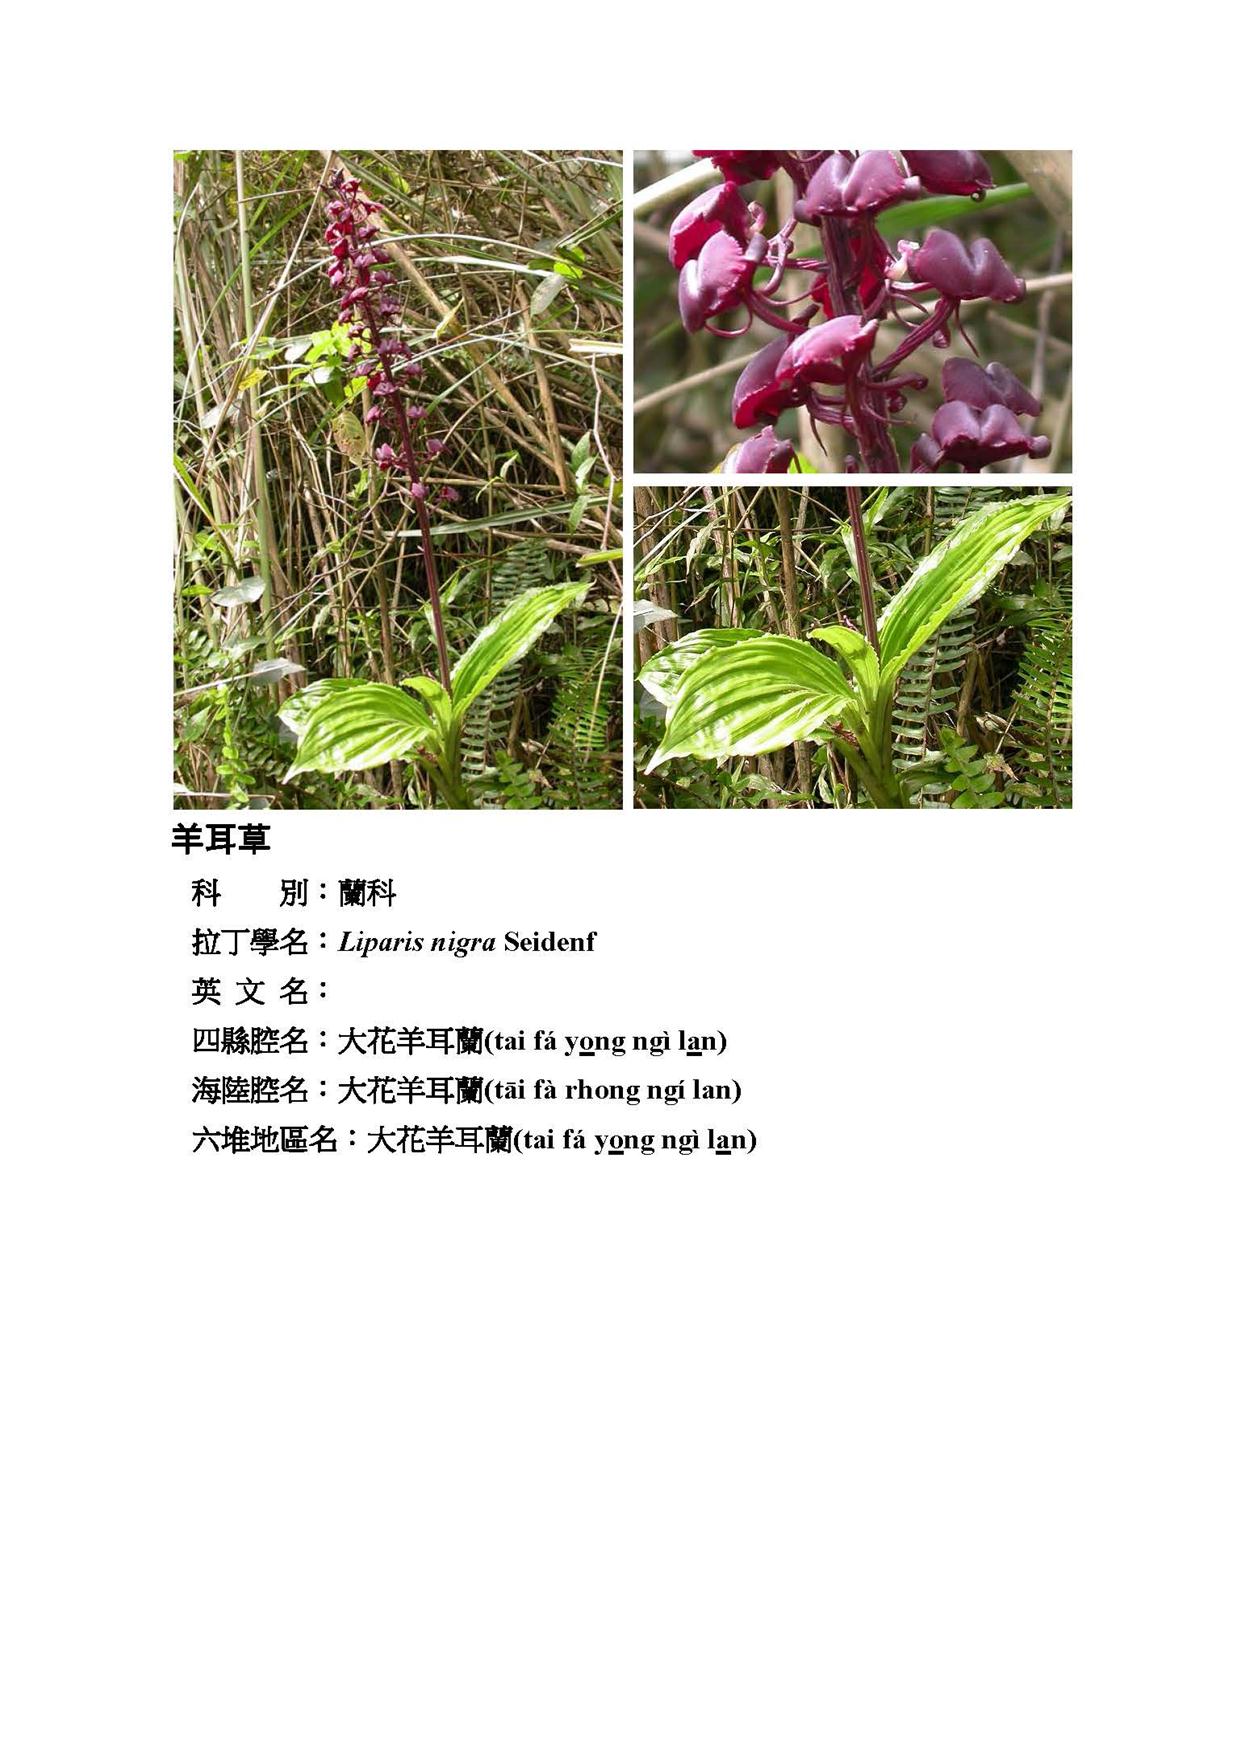 羊耳草
科　　別：蘭科
拉丁學名：Liparis nigra Seidenf
英 文 名：
四縣腔名：大花羊耳蘭(tai fá yong ngì lan)
海陸腔名：大花羊耳蘭(tāi fà rhong ngí lan)
六堆地區名：大花羊耳蘭(tai fá yong ngì lan)